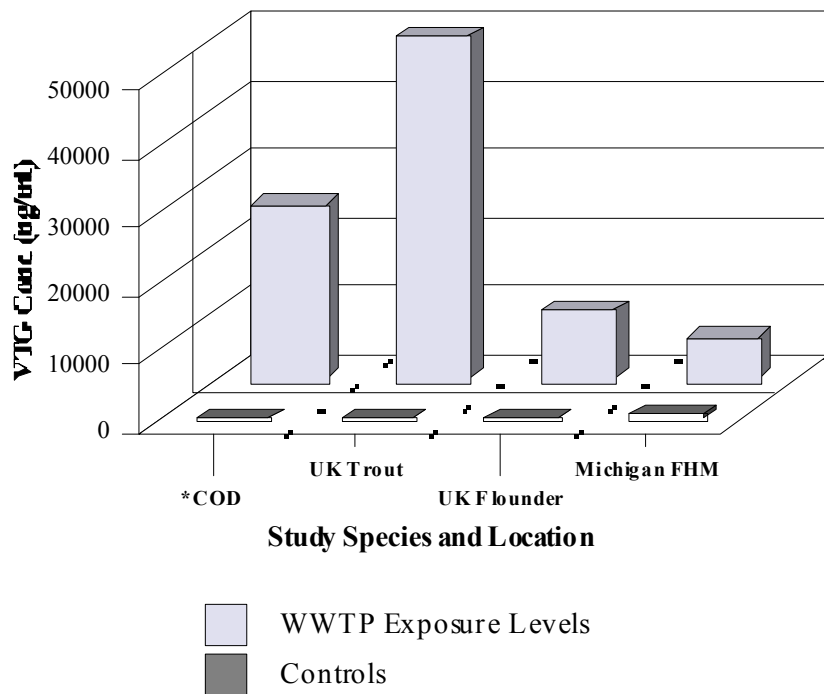 50000
40000
30000
20000
10000
0
VTG Conc. (ug/ml)
UK Trout
Michigan FHM
*COD
UK Flounder
Study Species and Location
WWTP Exposure Levels
Controls